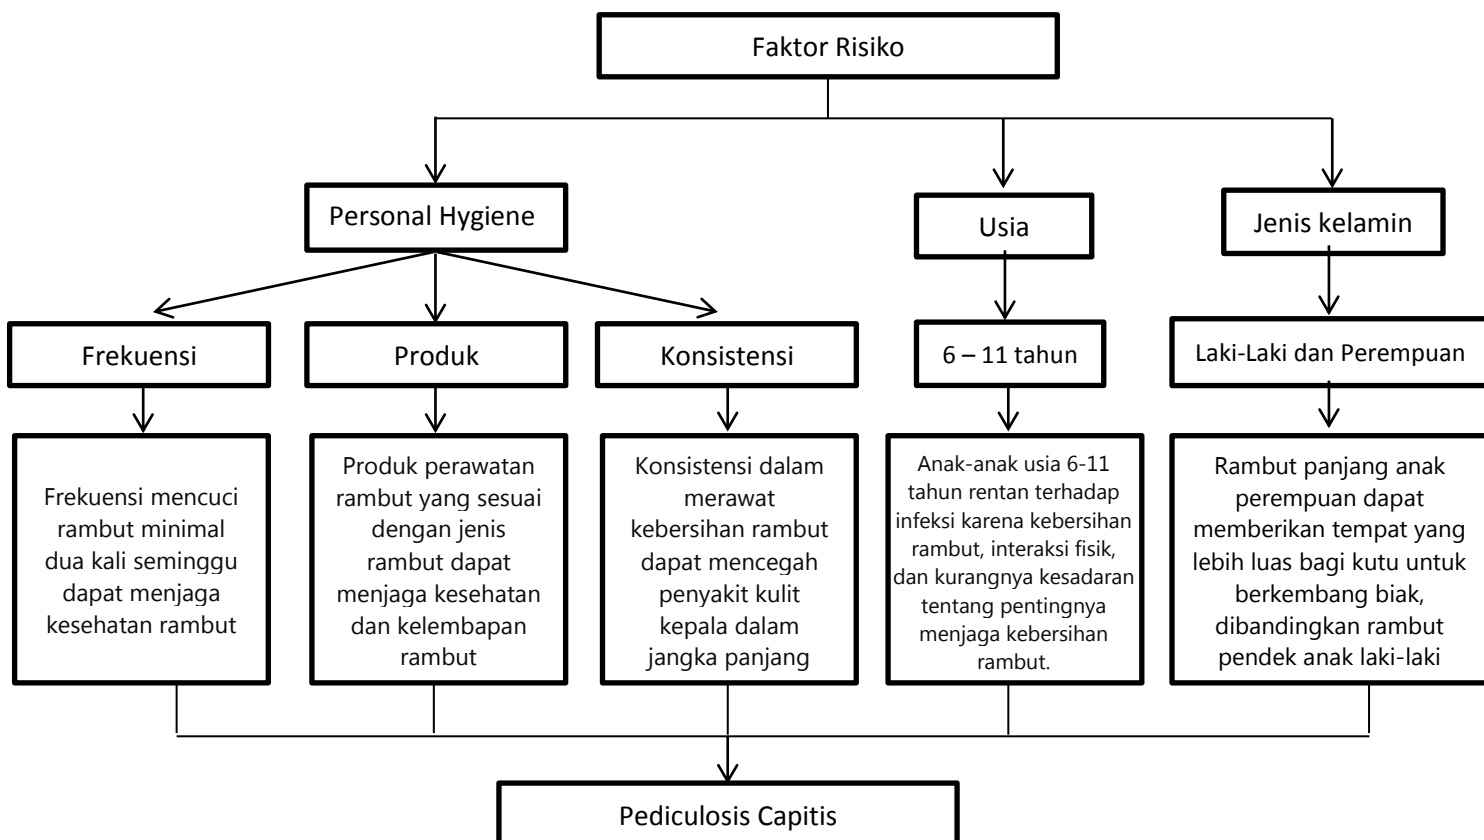 Faktor Risiko
Personal Hygiene
Usia
Jenis kelamin
Frekuensi
Produk
Konsistensi
6 – 11 tahun
Laki-Laki dan Perempuan
Frekuensi mencuci
rambut minimal
dua kali seminggu
dapat menjaga
kesehatan rambut
Produk perawatan
rambut yang sesuai
dengan jenis
rambut dapat
menjaga kesehatan
dan kelembapan
rambut
Konsistensi dalam
merawat
kebersihan rambut
dapat mencegah
penyakit kulit
kepala dalam
jangka panjang
Anak-anak usia 6-11
tahun rentan terhadap
infeksi karena kebersihan
rambut, interaksi fisik,
dan kurangnya kesadaran
tentang pentingnya
menjaga kebersihan
rambut.
Rambut panjang anak
perempuan dapat
memberikan tempat yang
lebih luas bagi kutu untuk
berkembang biak,
dibandingkan rambut
pendek anak laki-laki
Pediculosis Capitis